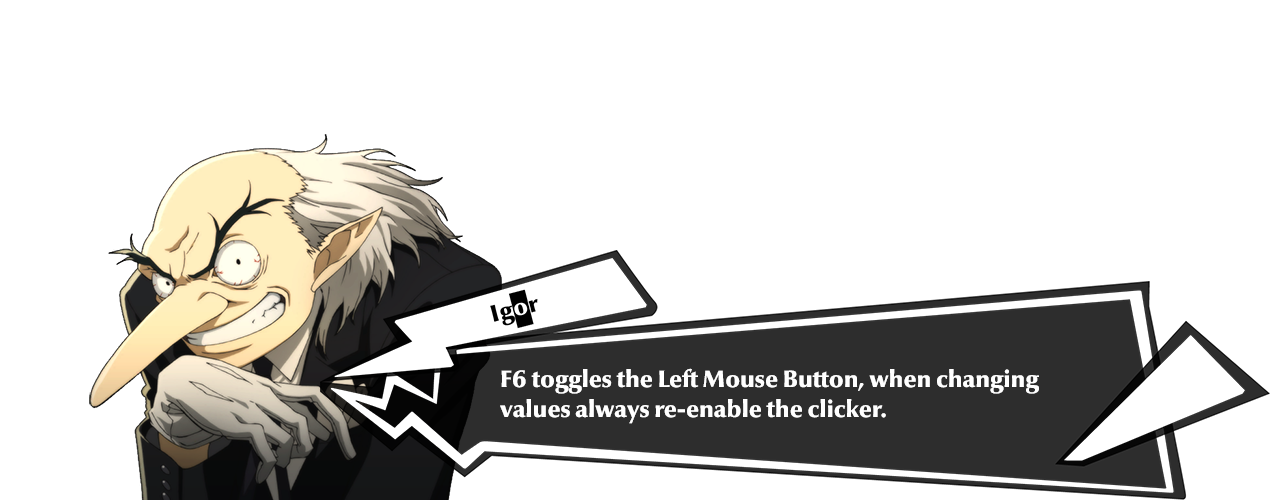 Igor
F6 toggles the Left Mouse Button, when changing
values always re-enable the clicker.